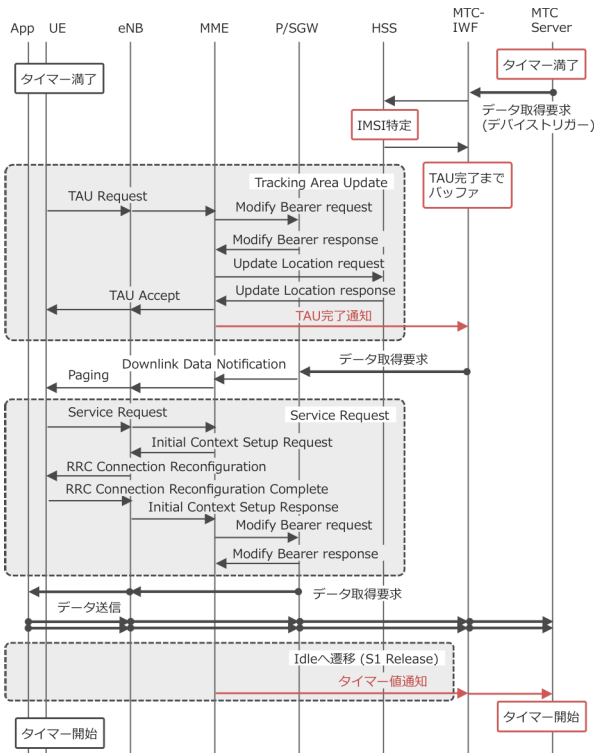 App UE eNB MME P/SGW HSS MTC-IWF MTC Server
タイマー満了
タイマー満了
データ取得要求
(デバイストリガー)
IMSI特定
TAU完了まで
バッファ
Tracking Area Update
TAU Request
Modify Bearer request
Modify Bearer response
Update Location request
Update Location response
TAU Accept
TAU完了通知
データ取得要求
Downlink Data Notification
Paging
Service Request
Service Request
Initial Context Setup Request
RRC Connection Reconfiguration
RRC Connection Reconfiguration Complete
Initial Context Setup Response
Modify Bearer request
Modify Bearer response
データ取得要求
データ送信
Idleへ遷移 (S1 Release)
タイマー値通知
タイマー開始
タイマー開始